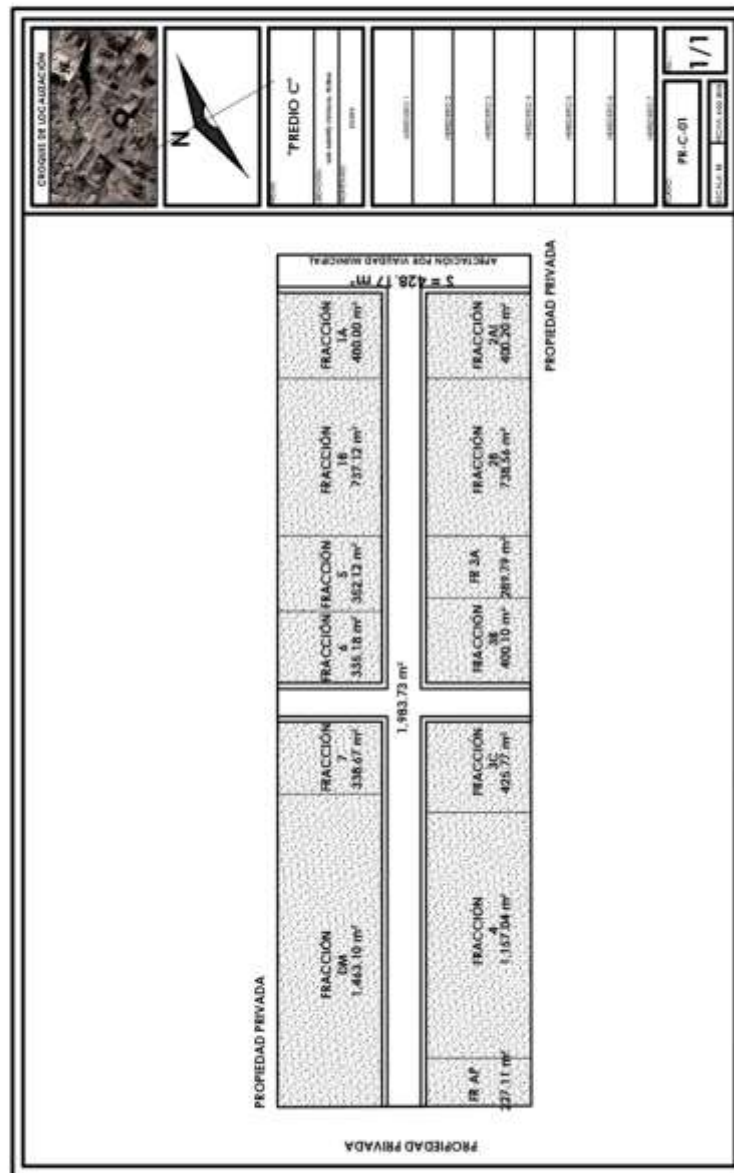 CROQUIS DE LOCALIZACIÓN
N
"PREDIO C"
PR-C-01
1/1
AFECTACIÓN POR VIALIDAD MUNICIPAL
S = 428.17 m²
FRACCIÓN
1A
400.00 m²
FRACCIÓN
1B
737.12 m²
FRACCIÓN
5
352.12 m²
FRACCIÓN
6
335.18 m²
FRACCIÓN
7
338.67 m²
FRACCIÓN
DM
1,463.10 m²
1,983.73 m²
FRACCIÓN
400.20 m²
FRACCIÓN
2B
738.56 m²
FR 3A
289.79 m²
FRACCIÓN
3B
400.10 m²
FRACCIÓN
3C
425.77 m²
FRACCIÓN
4
1,157.04 m²
FR AP
227.11 m²
PROPIEDAD PRIVADA
PROPIEDAD PRIVADA
PROPIEDAD PRIVADA